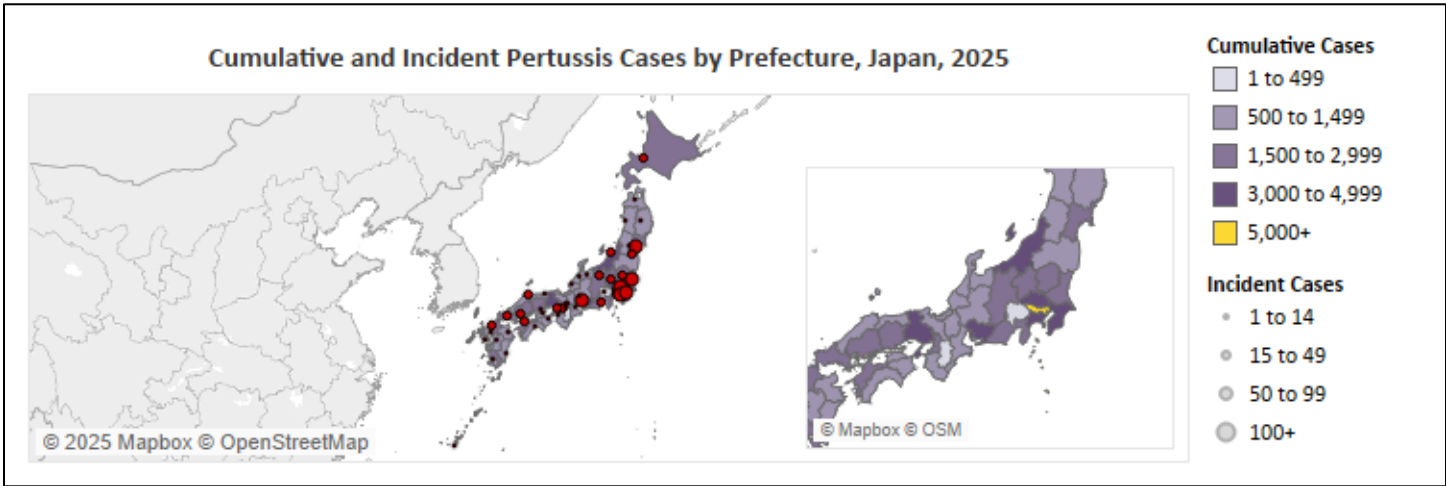 Cumulative and Incident Pertussis Cases by Prefecture, Japan, 2025
© 2025 Mapbox © OpenStreetMap
© Mapbox © OSM
Cumulative Cases
1 to 499
500 to 1,499
1,500 to 2,999
3,000 to 4,999
5,000+
Incident Cases
1 to 14
15 to 49
50 to 99
100+